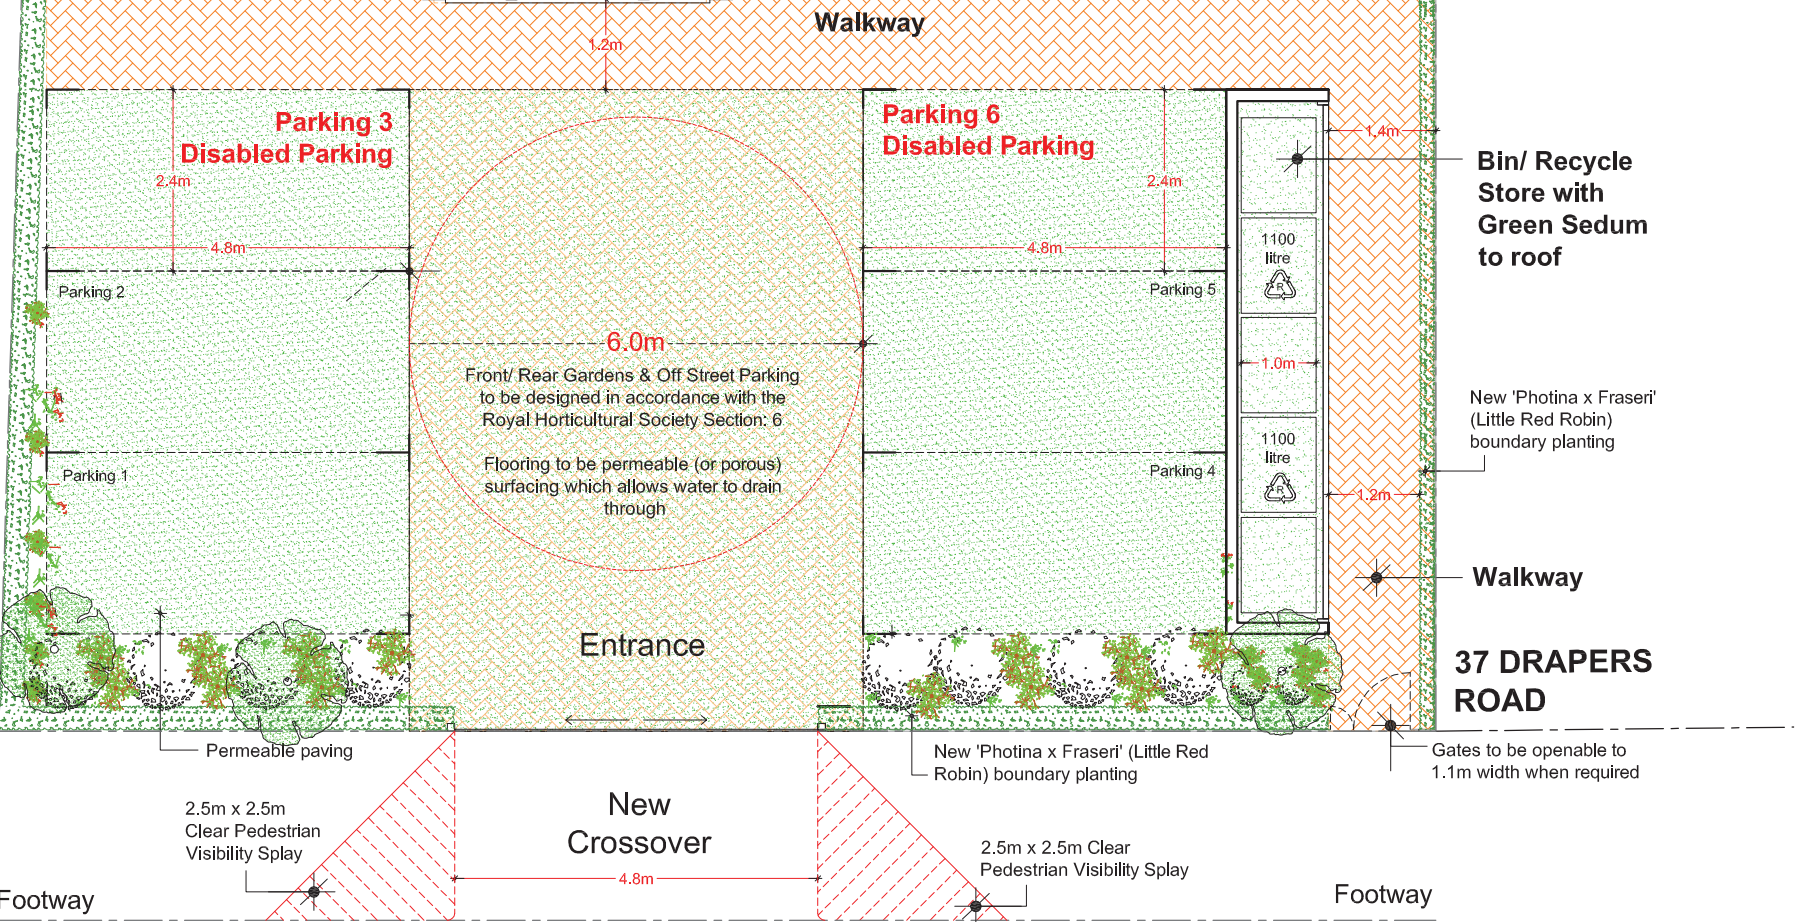 Walkway
1.2m
Parking 3
Disabled Parking
2.4m
4.8m
Parking 6
Disabled Parking
2.4m
4.8m
1.4m
Bin/ Recycle
Store with
Green Sedum
to roof
1100
litre
R
Parking 2
Parking 5
6.0m
Front/ Rear Gardens & Off Street Parking
to be designed in accordance with the
Royal Horticultural Society Section: 6
Flooring to be permeable (or porous)
surfacing which allows water to drain
through
1.0m
New 'Photina x Fraseri'
(Little Red Robin)
boundary planting
Parking 1
Parking 4
1100
litre
R
1.2m
Walkway
Entrance
37 DRAPERS
ROAD
Permeable paving
New 'Photina x Fraseri' (Little Red
Robin) boundary planting
Gates to be openable to
1.1m width when required
2.5m x 2.5m
Clear Pedestrian
Visibility Splay
New
Crossover
4.8m
2.5m x 2.5m Clear
Pedestrian Visibility Splay
Footway
Footway